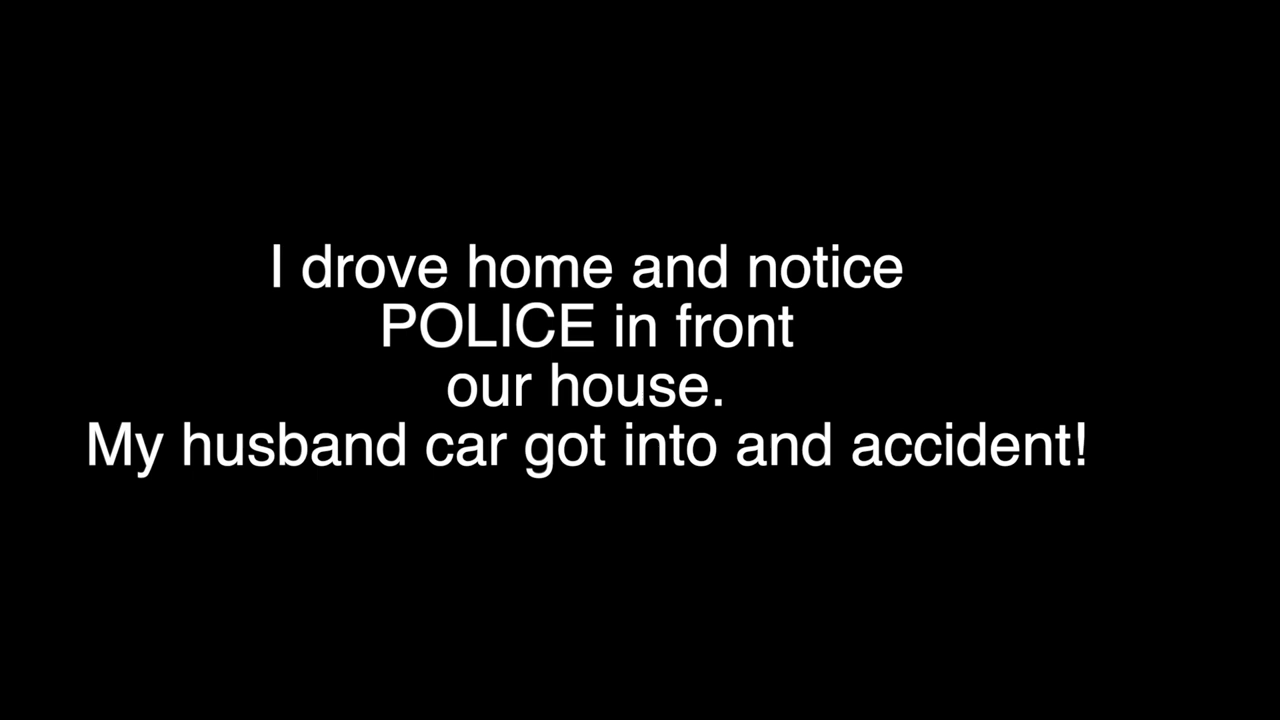 I drove home and notice
POLICE in front
our house.
My husband car got into and accident!